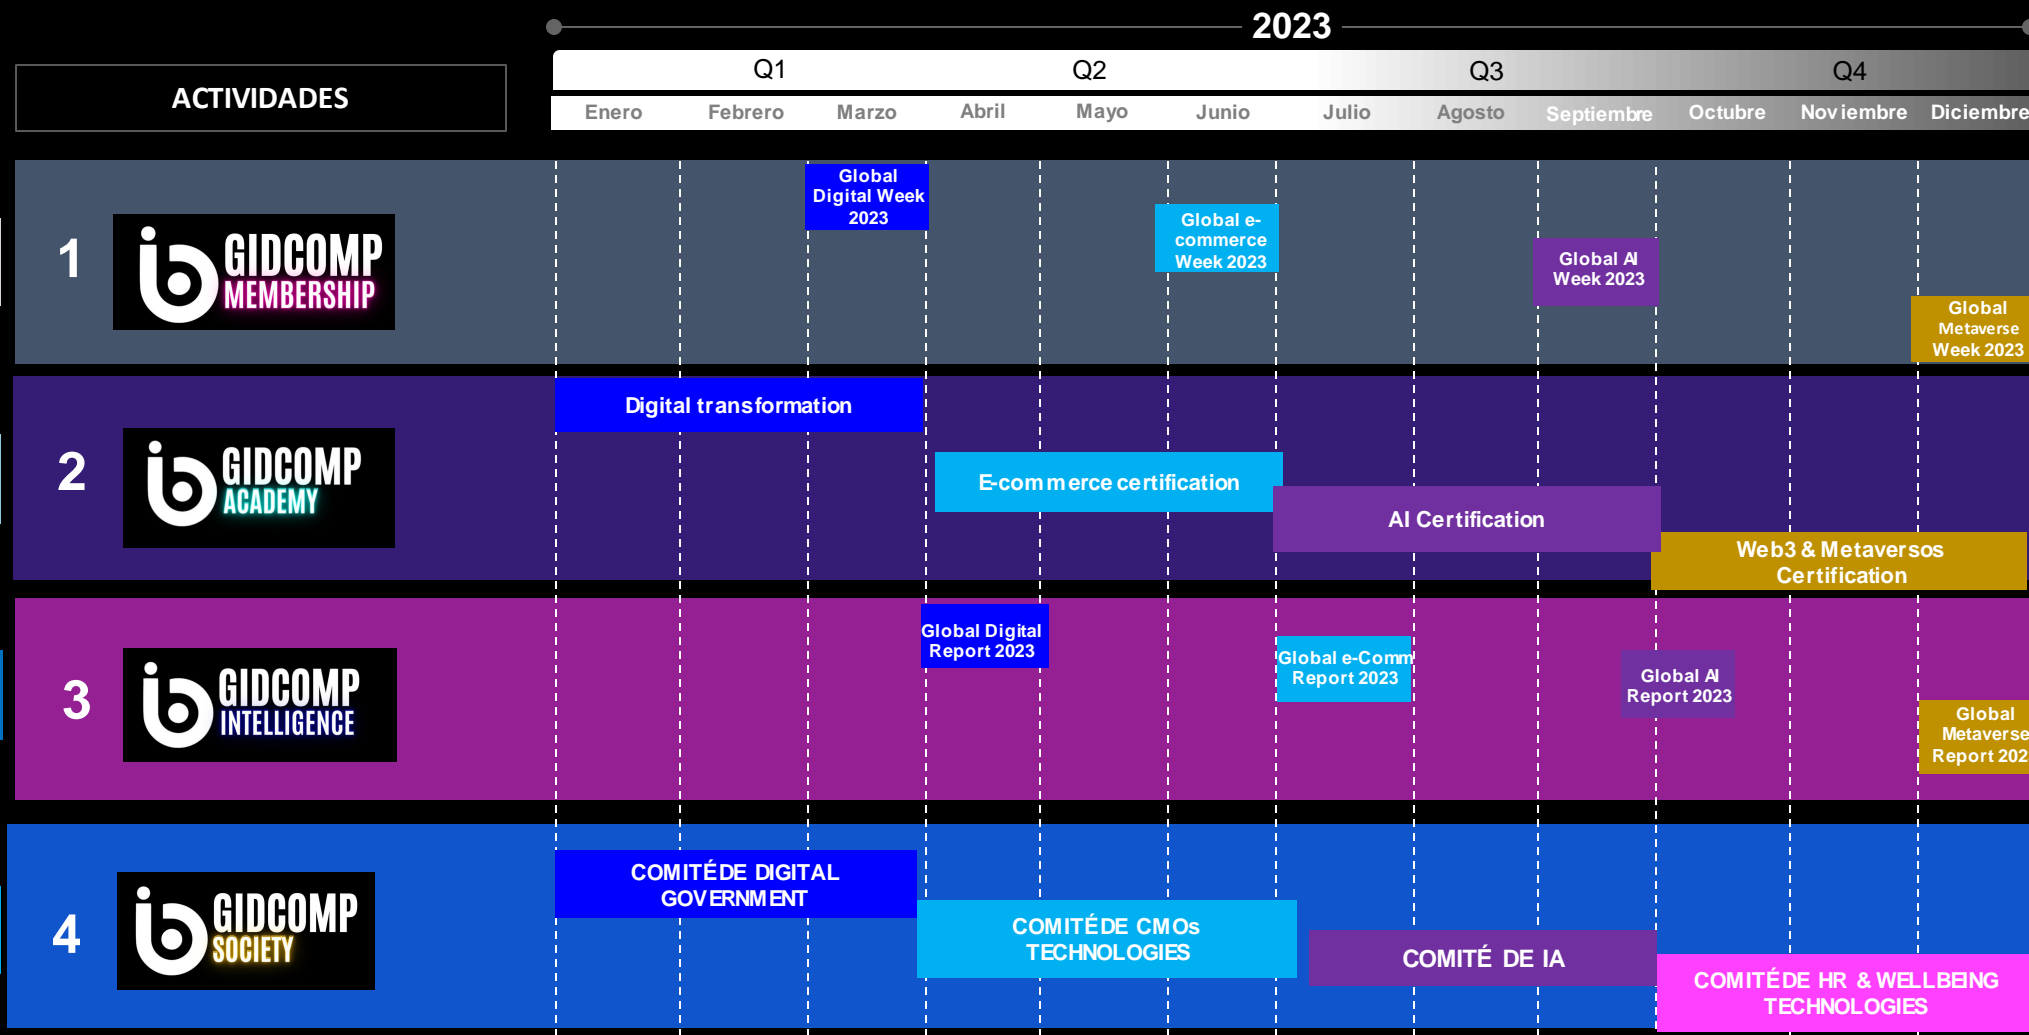 2023
Q1 Q2 Q3 Q4
ACTIVIDADES
Enero Febrero Marzo Abril Mayo Junio Julio Agosto Septiembre Octubre Noviembre Diciembre
1
GIDCOMP
MEMBERSHIP
Global
Digital Week
2023
Global e-
commerce
Week 2023
Global AI
Week 2023
Global
Metaverse
Week 2023
2
GIDCOMP
ACADEMY
Digital transformation
E-commerce certification
AI Certification
Web3 & Metaversos
Certification
3
GIDCOMP
INTELLIGENCE
Global Digital
Report 2023
Global e-Comm
Report 2023
Global AI
Report 2023
Global
Metaverse
Report 202
4
GIDCOMP
SOCIETY
COMITÉ DE DIGITAL
GOVERNMENT
COMITÉ DE CMOs
TECHNOLOGIES
COMITÉ DE IA
COMITÉ DE HR & WELLBEING
TECHNOLOGIES